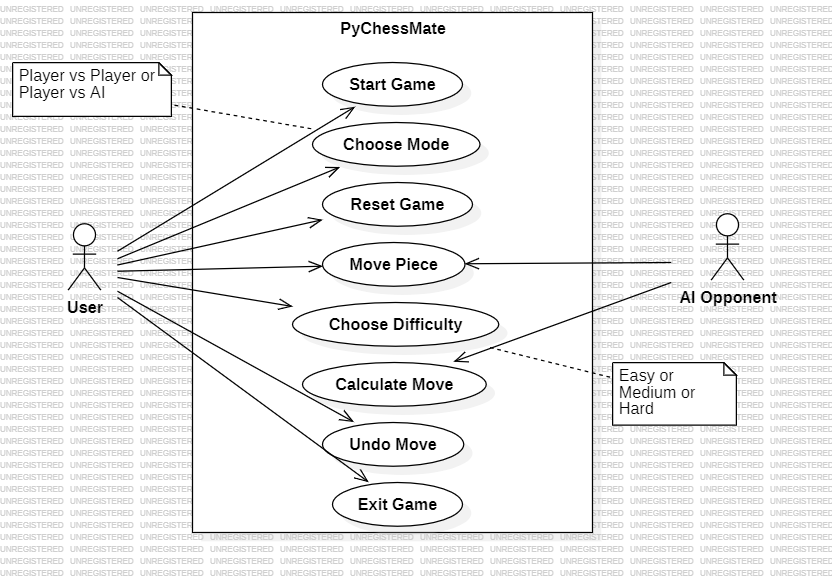 PyChessMate
Player vs Player or
Player vs AI
Start Game
Choose Mode
Reset Game
Move Piece
Choose Difficulty
Calculate Move
Undo Move
Exit Game
User
AI Opponent
Easy or
Medium or
Hard
UNREGISTERED